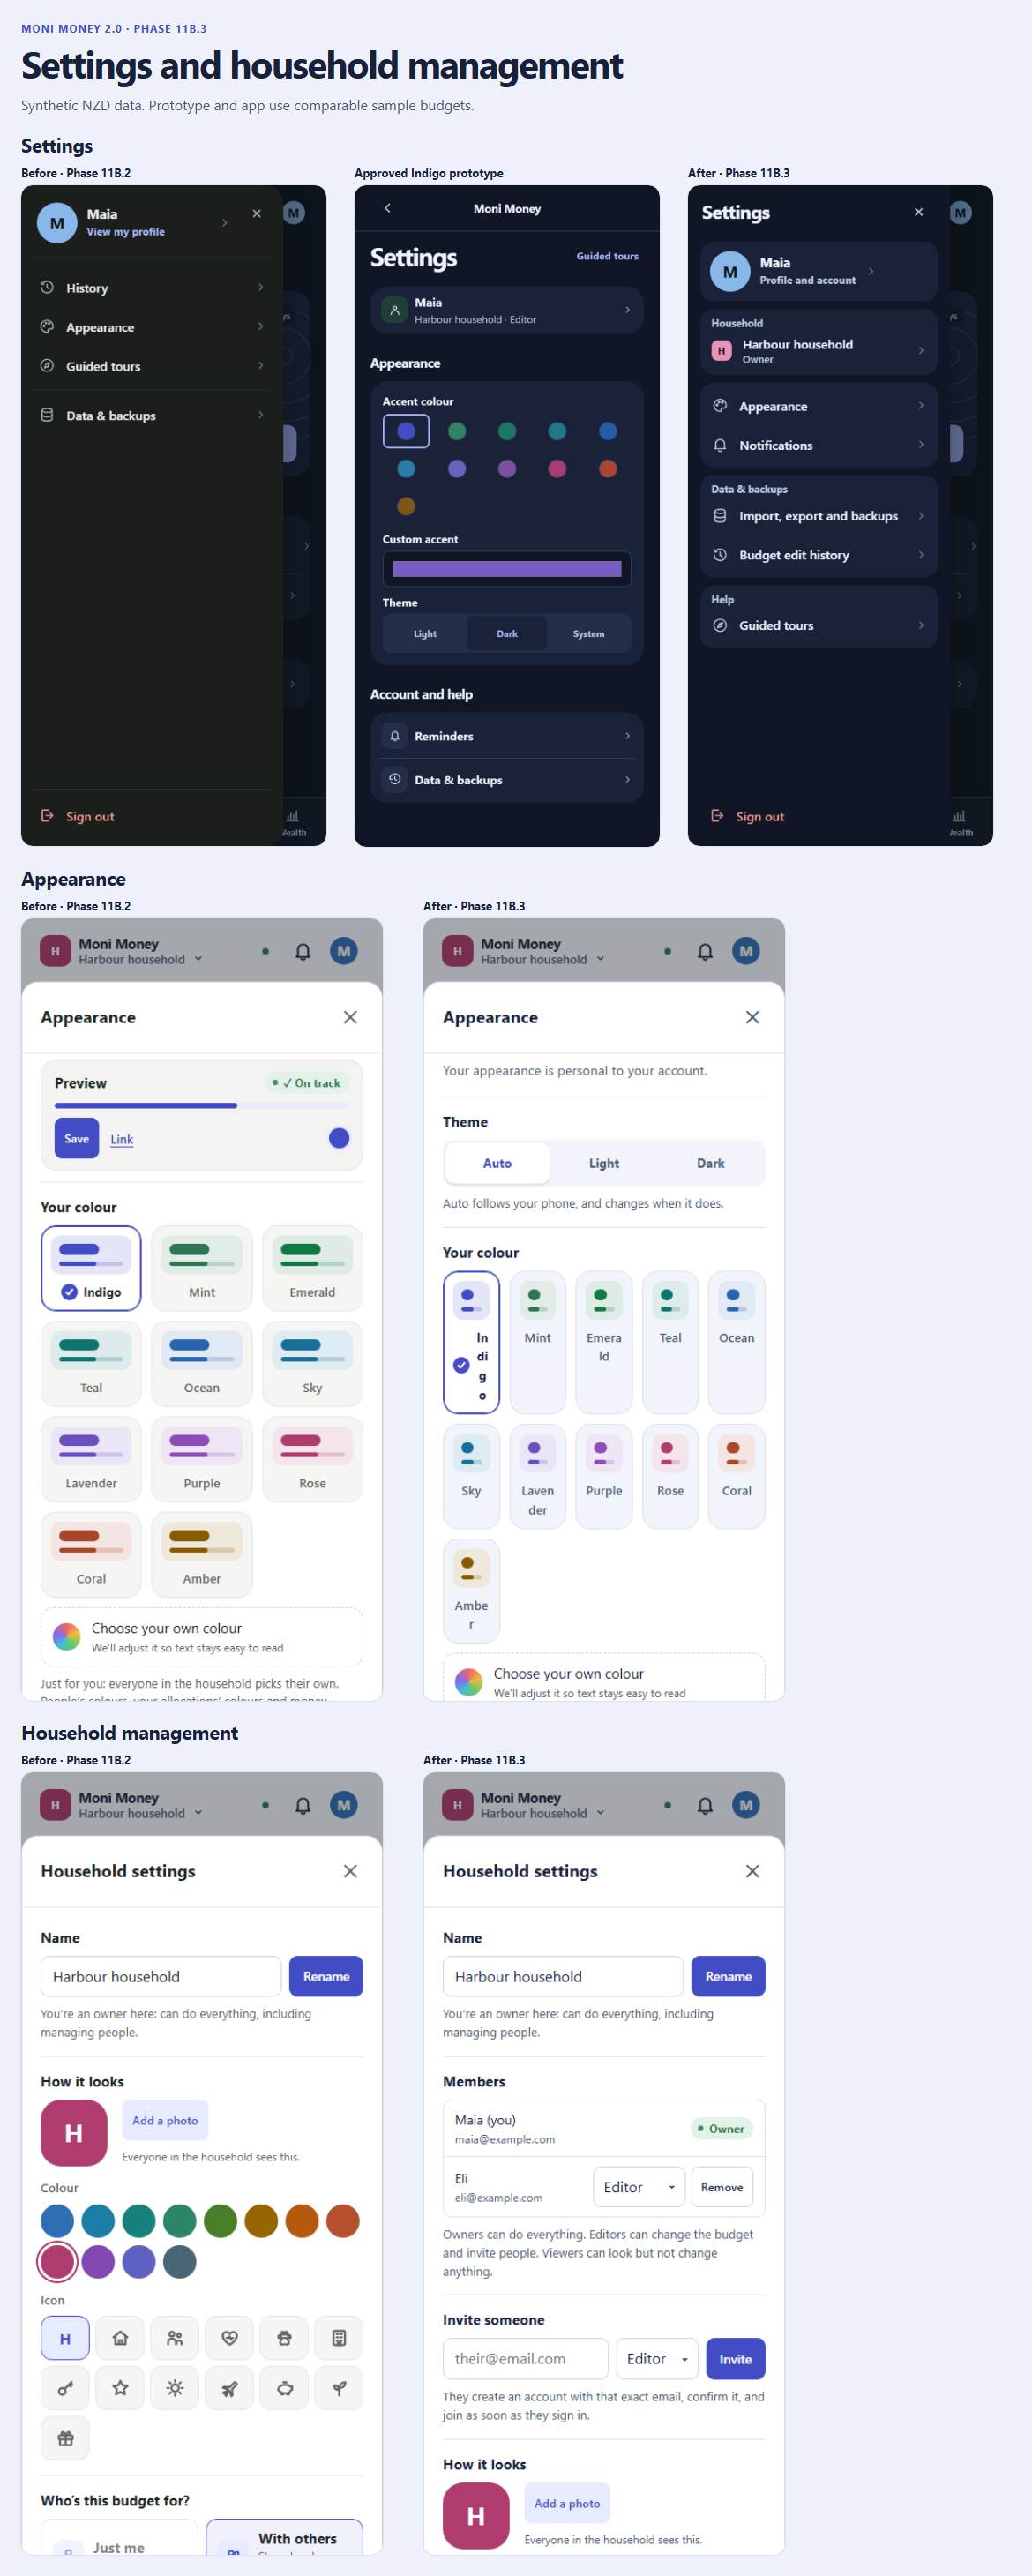 MONI MONEY 2.0 · PHASE 11B.3
Settings and household management
Synthetic NZD data. Prototype and app use comparable sample budgets.
Settings
Before · Phase 11B.2
M
Maia
View my profile
M
History
Appearance
Guided tours
Data & backups
Sign out
Approved Indigo prototype
Moni Money
Settings
Guided tours
Maia
Harbour household · Editor
Appearance
Accent colour
Custom accent
Theme
Light
Dark
System
Account and help
Reminders
Data & backups
After · Phase 11B.3
Settings
M
M
Maia
Profile and account
Household
H
Harbour household
Owner
Appearance
Notifications
Data & backups
Import, export and backups
Budget edit history
Help
Guided tours
Sign out
Appearance
Before · Phase 11B.2
H
Moni Money
Harbour household
M
Appearance
Preview
✓ On track
Save
Link
Your colour
Indigo
Mint
Emerald
Teal
Ocean
Sky
Lavender
Purple
Rose
Coral
Amber
Choose your own colour
We'll adjust it so text stays easy to read
Just for you: everyone in the household picks their own.
People's colours, your allocations' colours and money
After · Phase 11B.3
H
Moni Money
Harbour household
M
Appearance
Your appearance is personal to your account.
Theme
Auto
Light
Dark
Auto follows your phone, and changes when it does.
Your colour
In
di
g
o
Mint
Emera
ld
Teal
Ocean
Sky
Laven
der
Purple
Rose
Coral
Ambe
r
Choose your own colour
We'll adjust it so text stays easy to read
Household management
Before · Phase 11B.2
H
Moni Money
Harbour household
M
Household settings
Name
Harbour household
Rename
You're an owner here: can do everything, including
managing people.
How it looks
H
Add a photo
Everyone in the household sees this.
Colour
Icon
H
Who's this budget for?
Just me
With others
After · Phase 11B.3
H
Moni Money
Harbour household
M
Household settings
Name
Harbour household
Rename
You're an owner here: can do everything, including
managing people.
Members
Maia (you)
maia@example.com
Owner
Eli
eli@example.com
Editor
Remove
Owners can do everything. Editors can change the budget
and invite people. Viewers can look but not change
anything.
Invite someone
their@email.com
Editor
Invite
They create an account with that exact email, confirm it, and
join as soon as they sign in.
How it looks
H
Add a photo
Everyone in the household sees this.